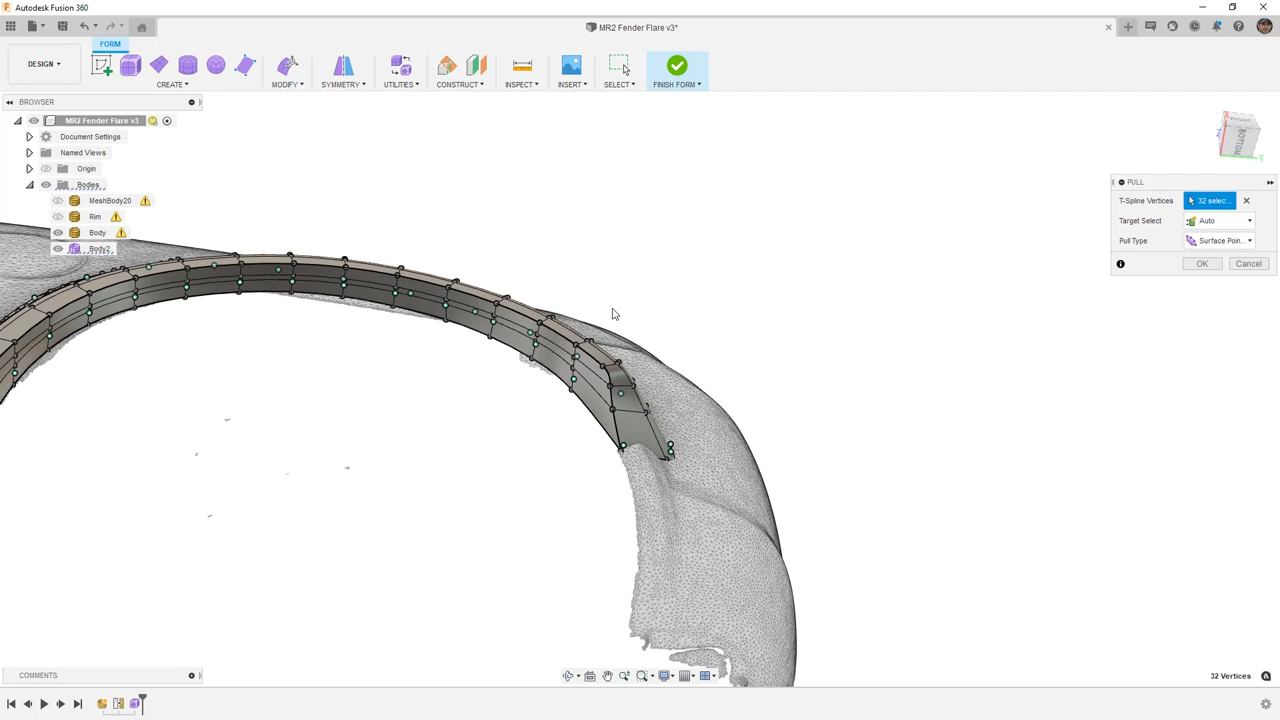 Autodesk Fusion 360
MR2 Fender Flare v3*
FORM
DESIGN
CREATE
MODIFY
SYMMETRY
UTILITIES
CONSTRUCT
INSPECT
INSERT
SELECT
FINISH FORM
BROWSER
MR2 Fender Flare v3
Document Settings
Named Views
Origin
Bodies
MeshBody20
Rim
Body
Body2
BOTTOM
X
Y
Z
PULL
T-Spline Vertices
32 selec...
Target Select
Auto
Pull Type
Surface Poin...
OK
Cancel
COMMENTS
32 Vertices